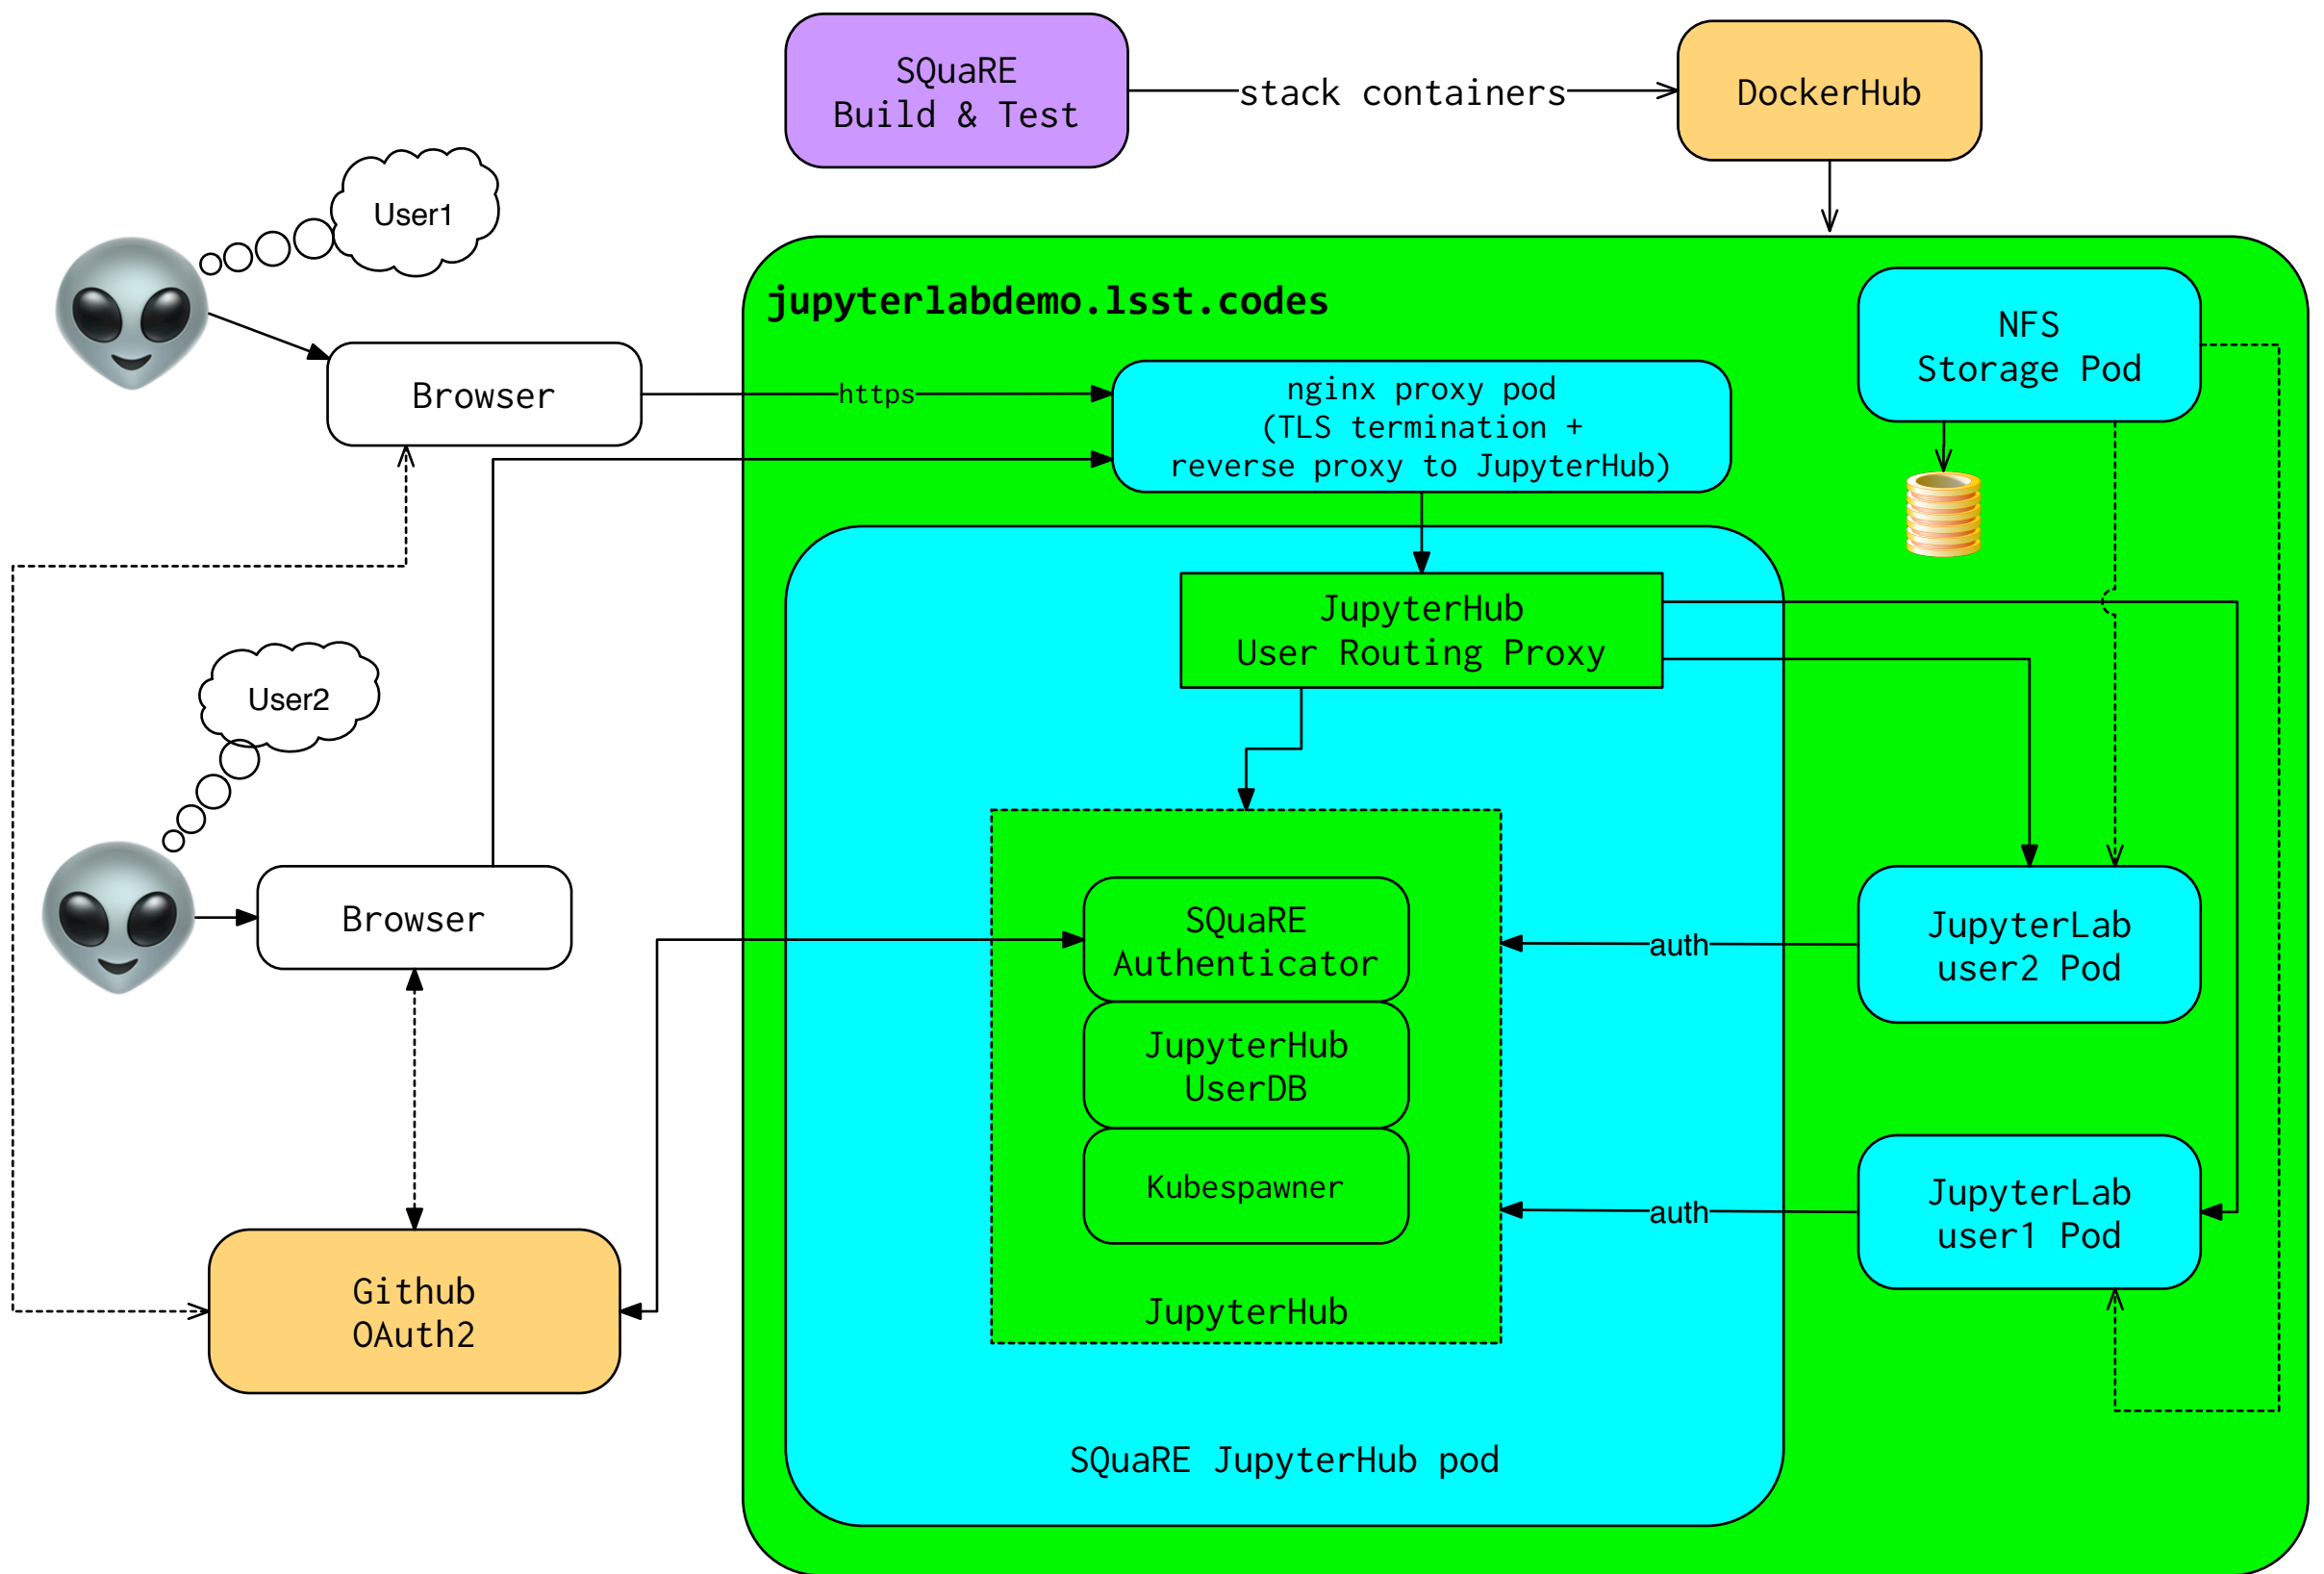 SQuaRE
Build & Test
stack containers
DockerHub
User1
jupyterlabdemo.lsst.codes
NFS
Storage Pod
Browser
https
nginx proxy pod
(TLS termination +
reverse proxy to JupyterHub)
JupyterHub
User Routing Proxy
User2
Browser
SQuaRE
Authenticator
auth
JupyterLab
user2 Pod
JupyterHub
UserDB
Kubespawner
auth
JupyterLab
user1 Pod
Github
OAuth2
JupyterHub
SQuaRE JupyterHub pod